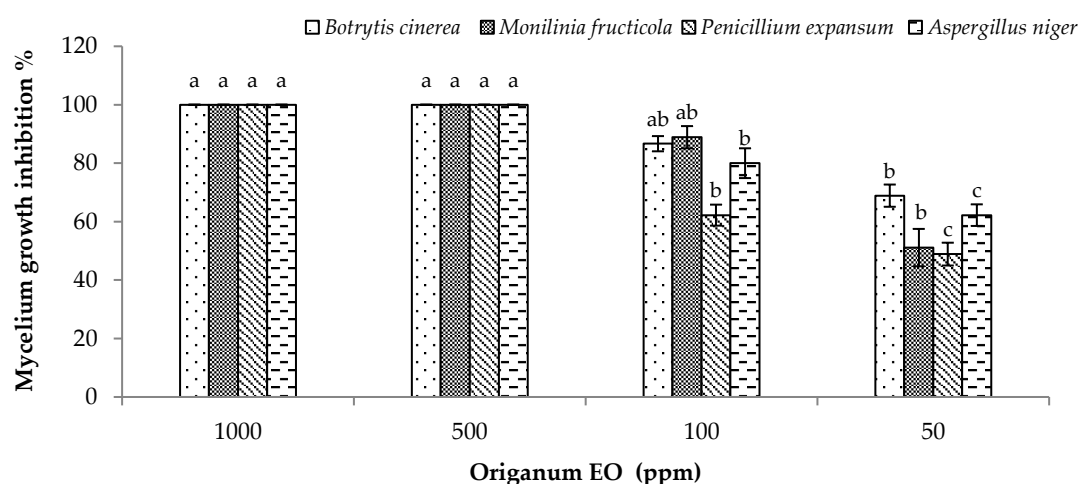 Botrytis cinerea Monilinia fructicola Penicillium expansum Aspergillus niger
Mycelium growth inhibition %
120
100
80
60
40
20
0
a a a a
a a a a
ab ab b b
b b c c
1000 500 100 50
Origanum EO (ppm)